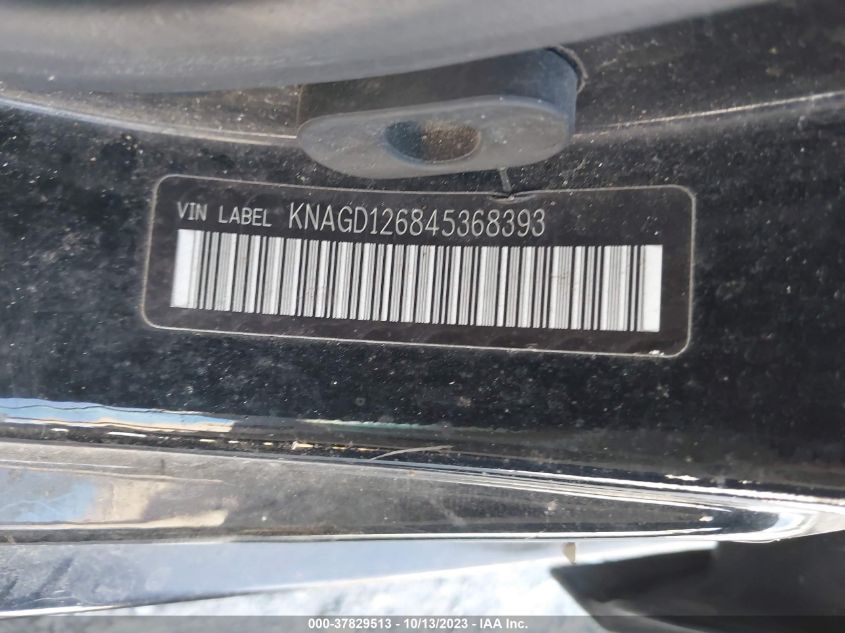 VIN LABEL KNAGD126845368393
000-37829513 - 10/13/2023 - IAA Inc.